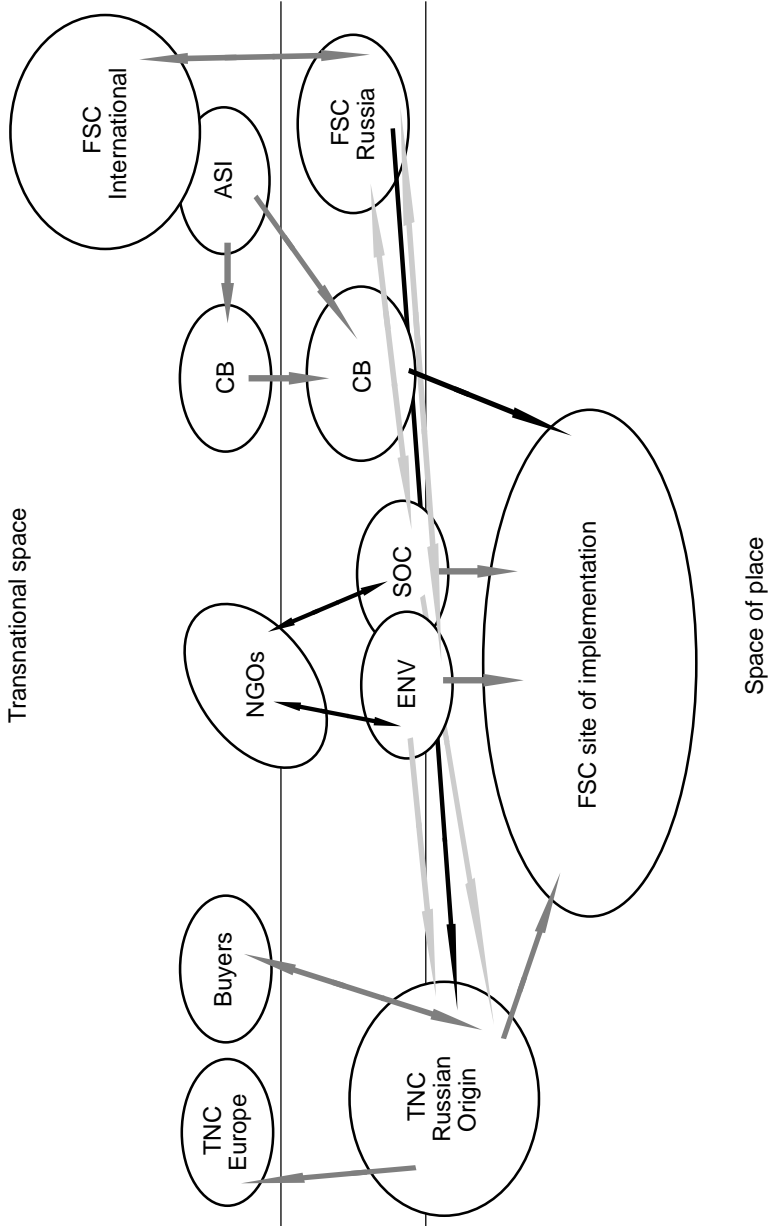 Transnational space
TNC
Europe
Buyers
NGOs
CB
ASI
FSC
International
TNC
Russian
Origin
ENV
SOC
CB
FSC
Russia
FSC site of implementation
Space of place